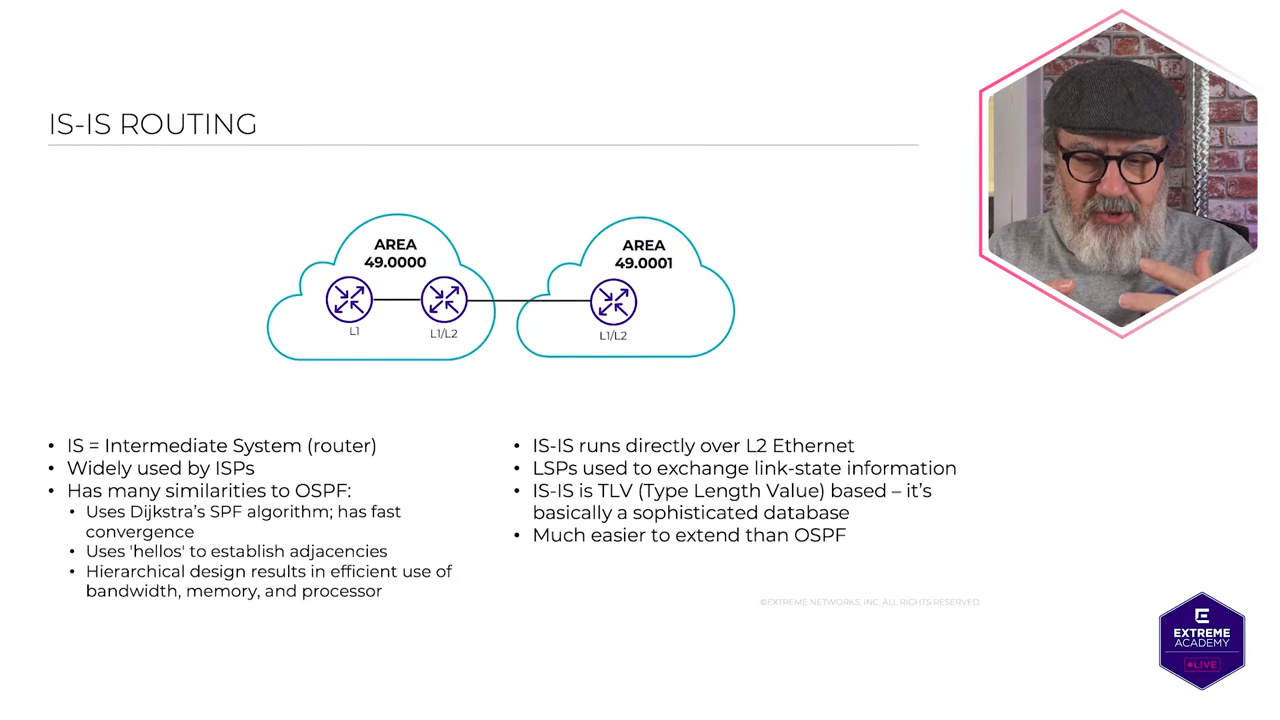 IS-IS ROUTING
AREA
49.0000
AREA
49.0001
L1
L1/L2
L1/L2
• IS = Intermediate System (router)
• Widely used by ISPs
• Has many similarities to OSPF:
• Uses Dijkstra's SPF algorithm; has fast
convergence
• Uses 'hellos' to establish adjacencies
• Hierarchical design results in efficient use of
bandwidth, memory, and processor
• IS-IS runs directly over L2 Ethernet
• LSPs used to exchange link-state information
• IS-IS is TLV (Type Length Value) based – it's
basically a sophisticated database
• Much easier to extend than OSPF
©EXTREME NETWORKS, INC. ALL RIGHTS RESERVED.
E
EXTREME
ACADEMY
LIVE